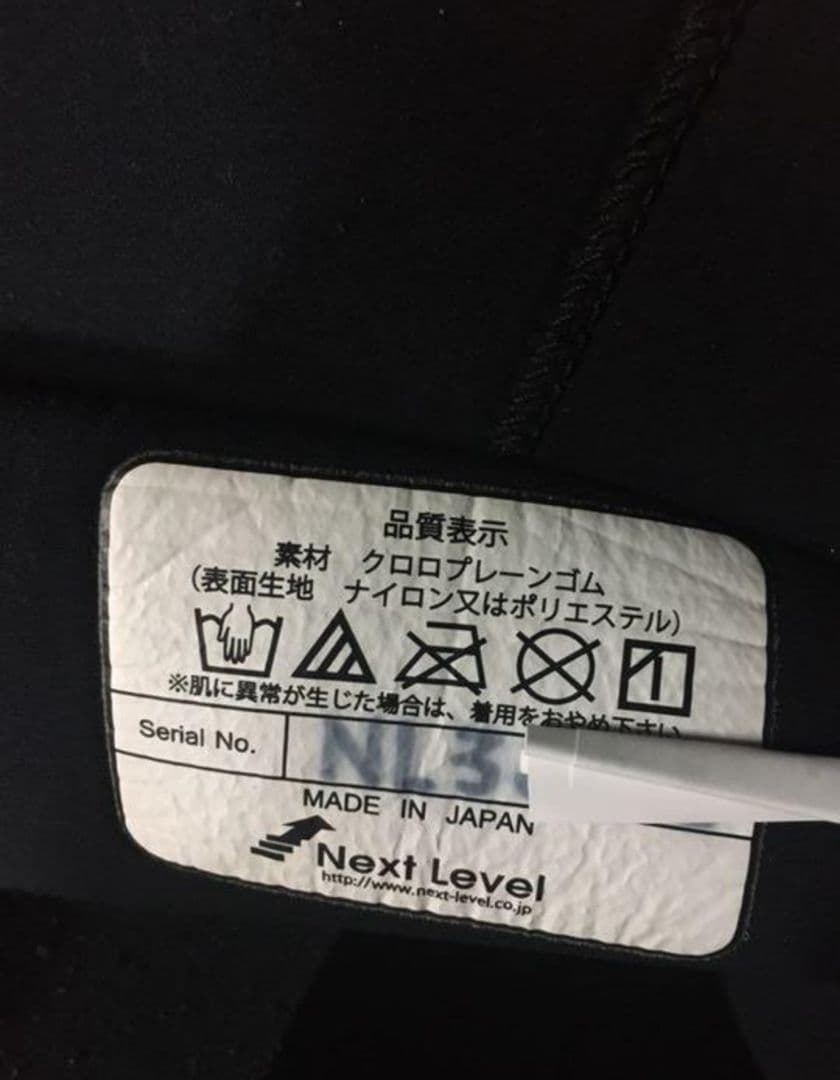 品質表示
素材　クロロプレーンゴム
（表面生地　ナイロン又はポリエステル）
※肌に異常が生じた場合は、着用をおやめ下さい
Serial No. NL3
MADE IN JAPAN
Next Level
http://www.next-level.co.jp